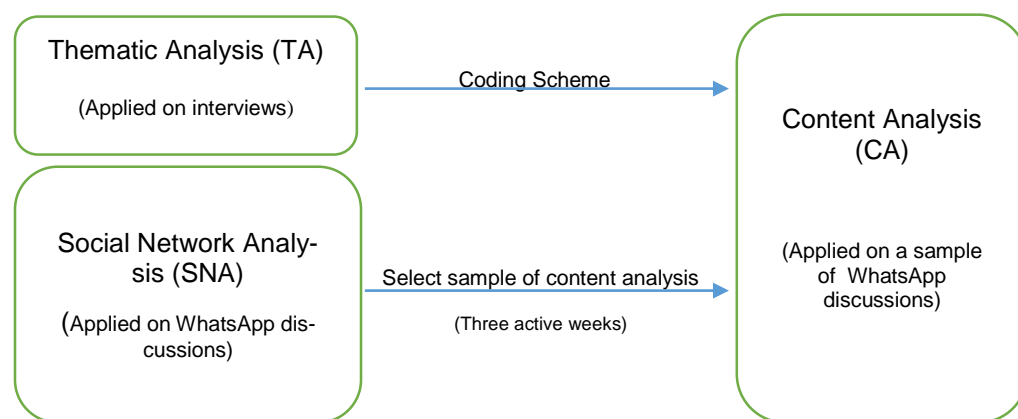 Thematic Analysis (TA)
(Applied on interviews)
Coding Scheme
Social Network Analy-
sis (SNA)
(Applied on WhatsApp dis-
cussions)
Select sample of content analysis
(Three active weeks)
Content Analysis
(CA)
(Applied on a sample
of WhatsApp
discussions)